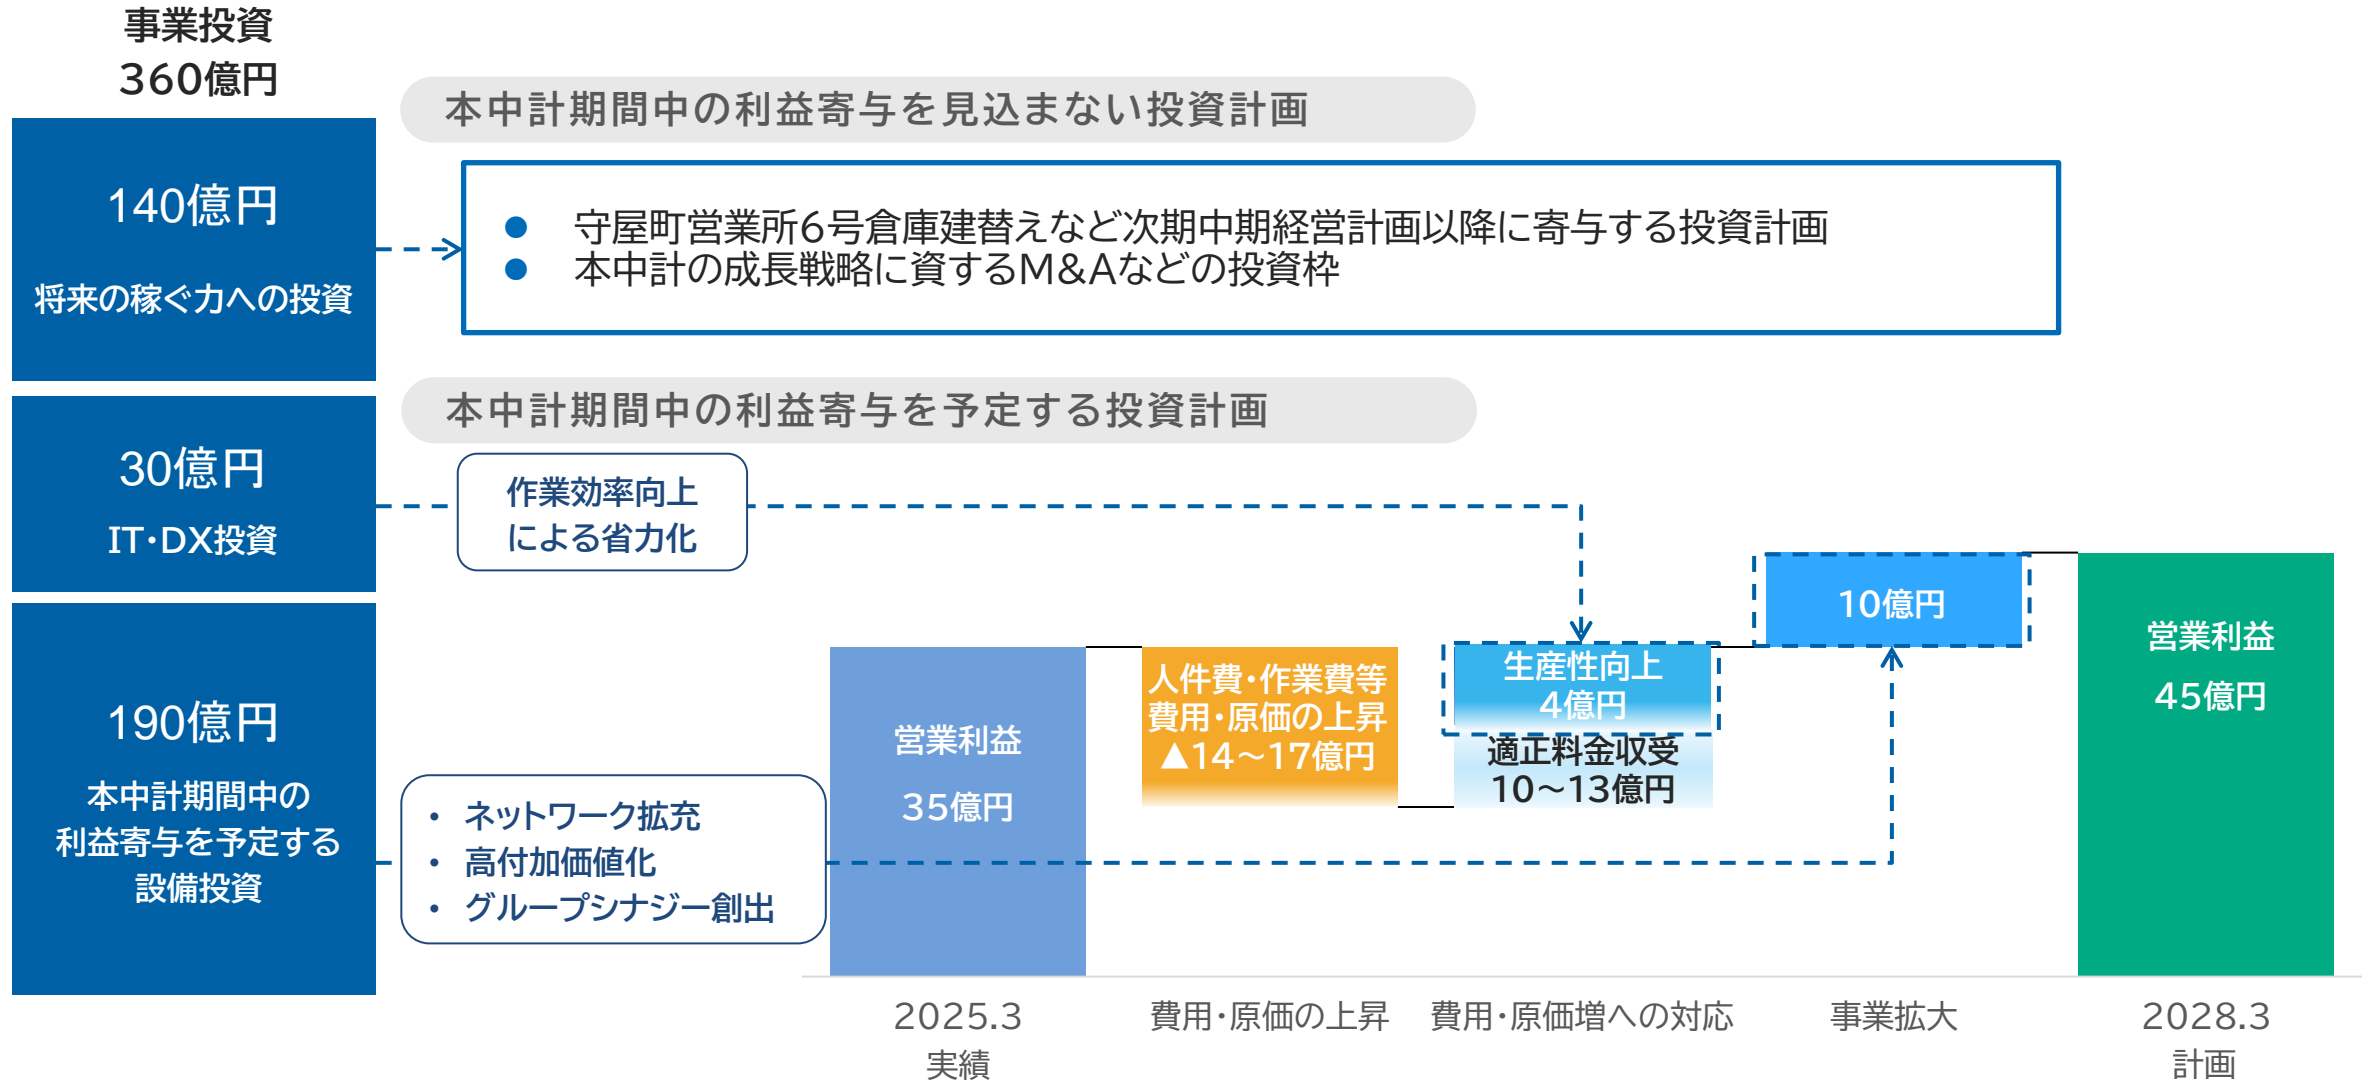 事業投資
360億円
本中計期間中の利益寄与を見込まない投資計画
140億円
将来の稼ぐ力への投資
● 守屋町営業所6号倉庫建替えなど次期中期経営計画以降に寄与する投資計画
● 本中計の成長戦略に資するM&Aなどの投資枠
本中計期間中の利益寄与を予定する投資計画
30億円
IT・DX投資
作業効率向上
による省力化
190億円
本中計期間中の
利益寄与を予定する
設備投資
• ネットワーク拡充
• 高付加価値化
• グループシナジー創出
営業利益
35億円
人件費・作業費等
費用・原価の上昇
▲14～17億円
生産性向上
4億円
適正料金収受
10～13億円
10億円
営業利益
45億円
2025.3
実績
費用・原価の上昇
費用・原価増への対応
事業拡大
2028.3
計画